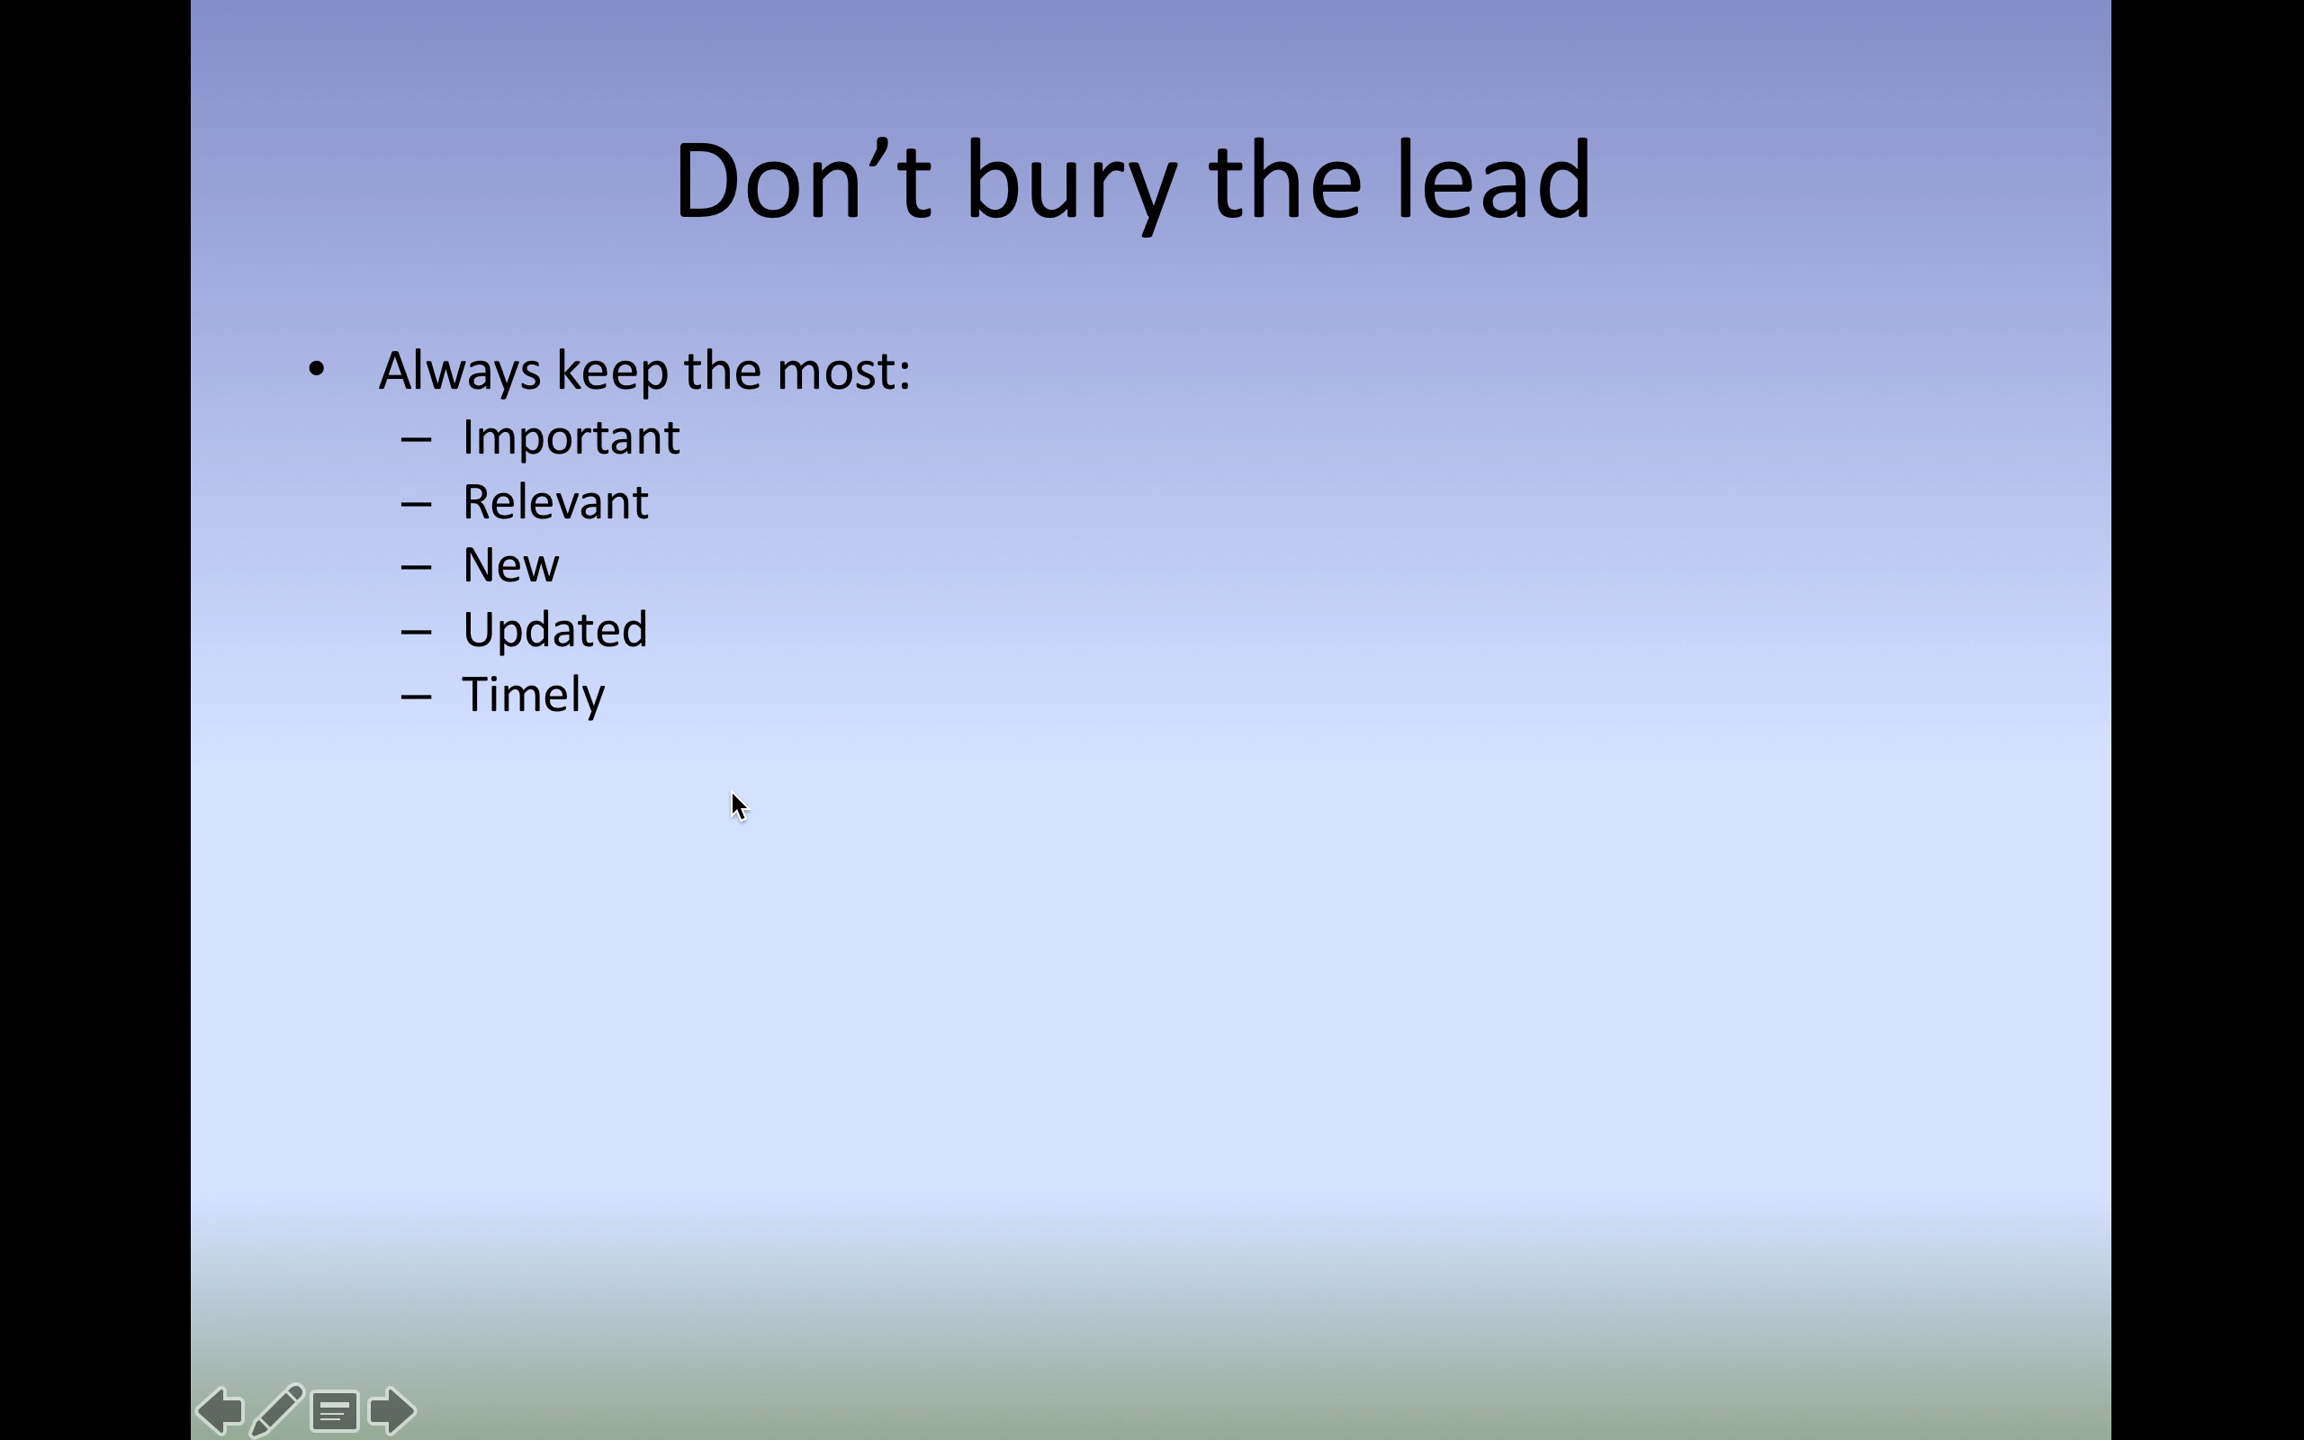 Don’t bury the lead
• Always keep the most:
– Important
– Relevant
– New
– Updated
– Timely